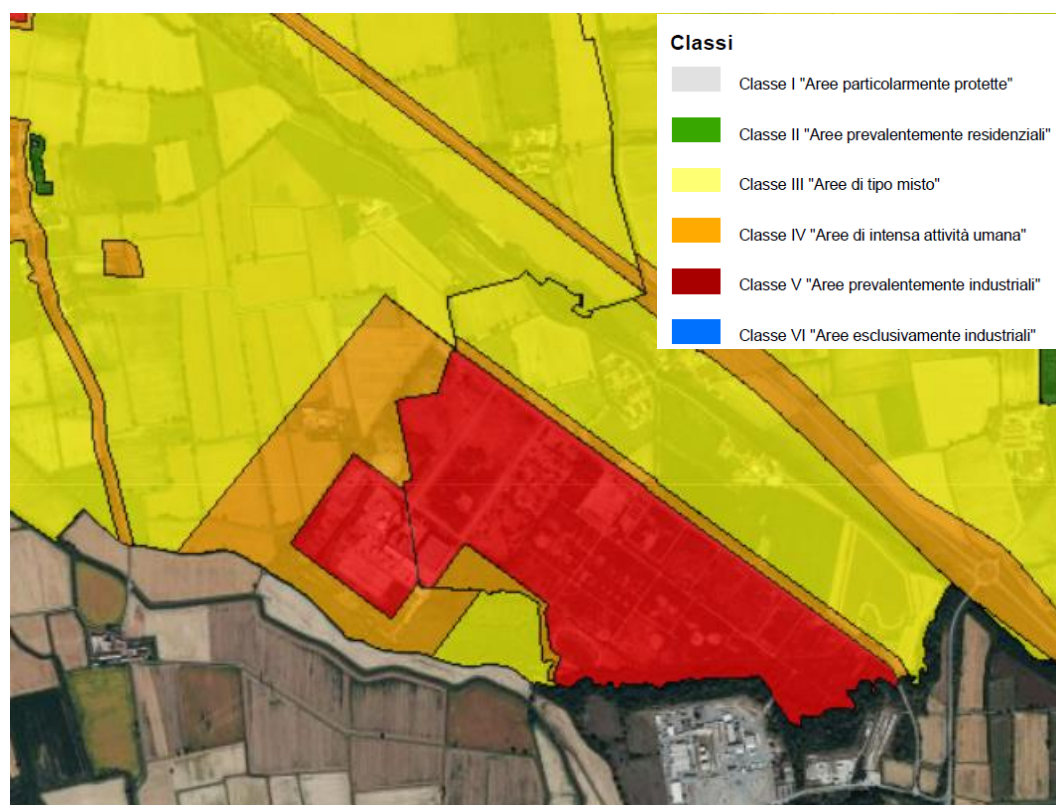 Classi
Classe I "Aree particolarmente protette"
Classe II "Aree prevalentemente residenziali"
Classe III "Aree di tipo misto"
Classe IV "Aree di intensa attività umana"
Classe V "Aree prevalentemente industriali"
Classe VI "Aree esclusivamente industriali"